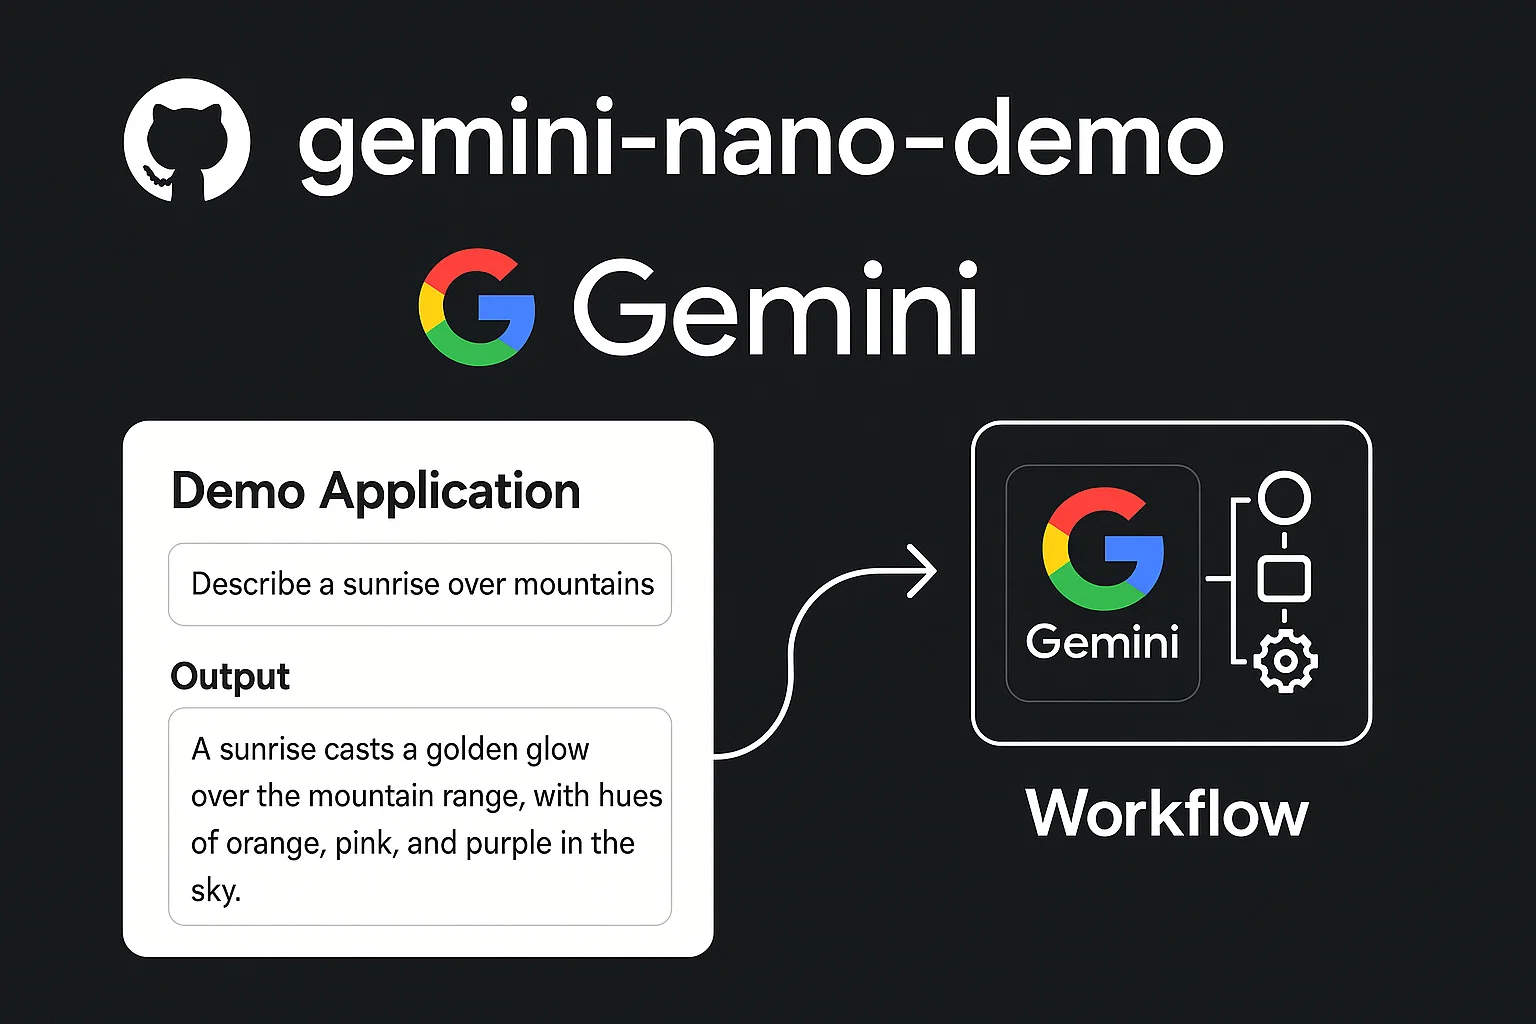 gemini-nano-demo
Gemini
Demo Application
Describe a sunrise over mountains
Output
A sunrise casts a golden glow
over the mountain range, with hues
of orange, pink, and purple in the
sky.
Gemini
Workflow